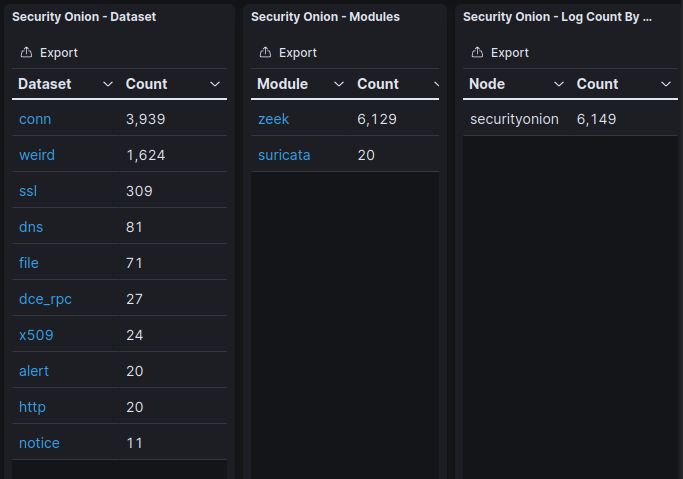 Security Onion - Dataset
Export
Dataset Count
conn 3,939
weird 1,624
ssl 309
dns 81
file 71
dce_rpc 27
x509 24
alert 20
http 20
notice 11
Security Onion - Modules
Export
Module Count
zeek 6,129
suricata 20
Security Onion - Log Count By ...
Export
Node Count
securityonion 6,149